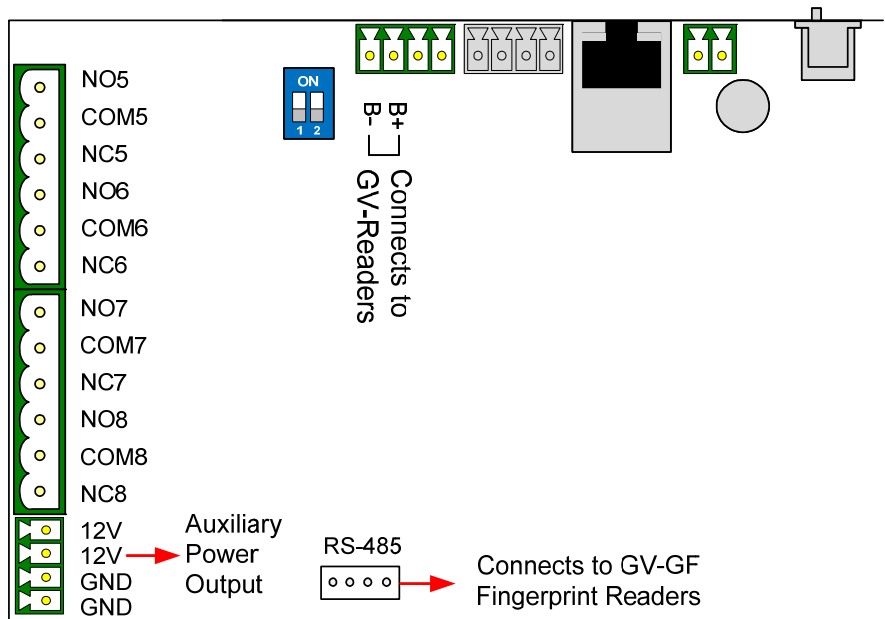 NO5
COM5
NC5
NO6
COM6
NC6
NO7
COM7
NC7
NO8
COM8
NC8
12V
12V
GND
GND
Auxiliary
Power
Output
ON
1 2
B+
B-
Connects to
GV-Readers
RS-485
Connects to GV-GF
Fingerprint Readers